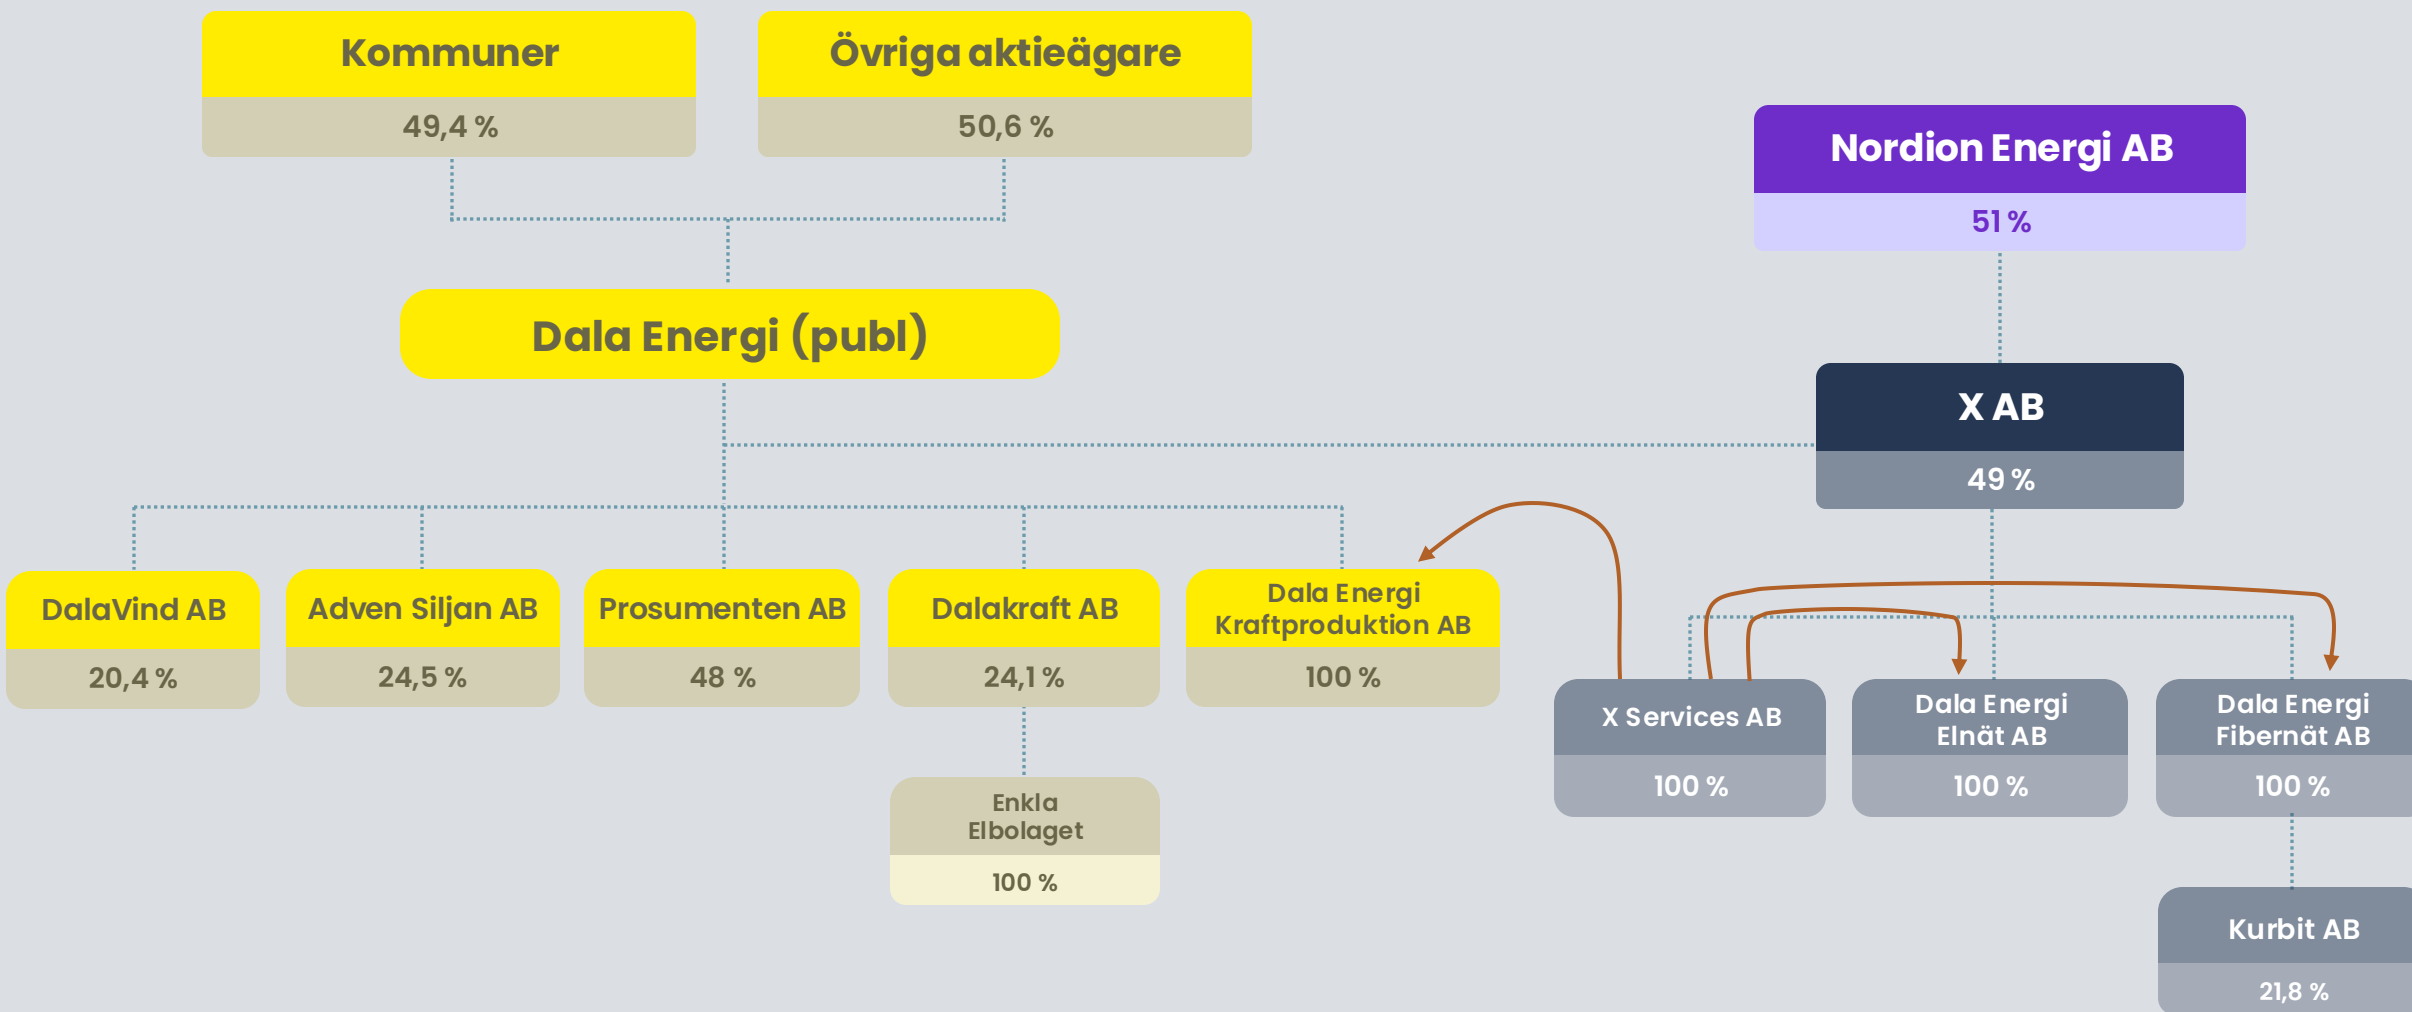 Kommuner
49,4 %
Övriga aktieägare
50,6 %
Nordion Energi AB
51 %
Dala Energi (publ)
X AB
49 %
DalaVind AB
20,4 %
Adven Siljan AB
24,5 %
Prosumenten AB
48 %
Dalakraft AB
24,1 %
Dala Energi
Kraftproduktion AB
100 %
X Services AB
100 %
Dala Energi
Elnät AB
100 %
Dala Energi
Fibernät AB
100 %
Enkla
Elbolaget
100 %
Kurbit AB
21,8 %